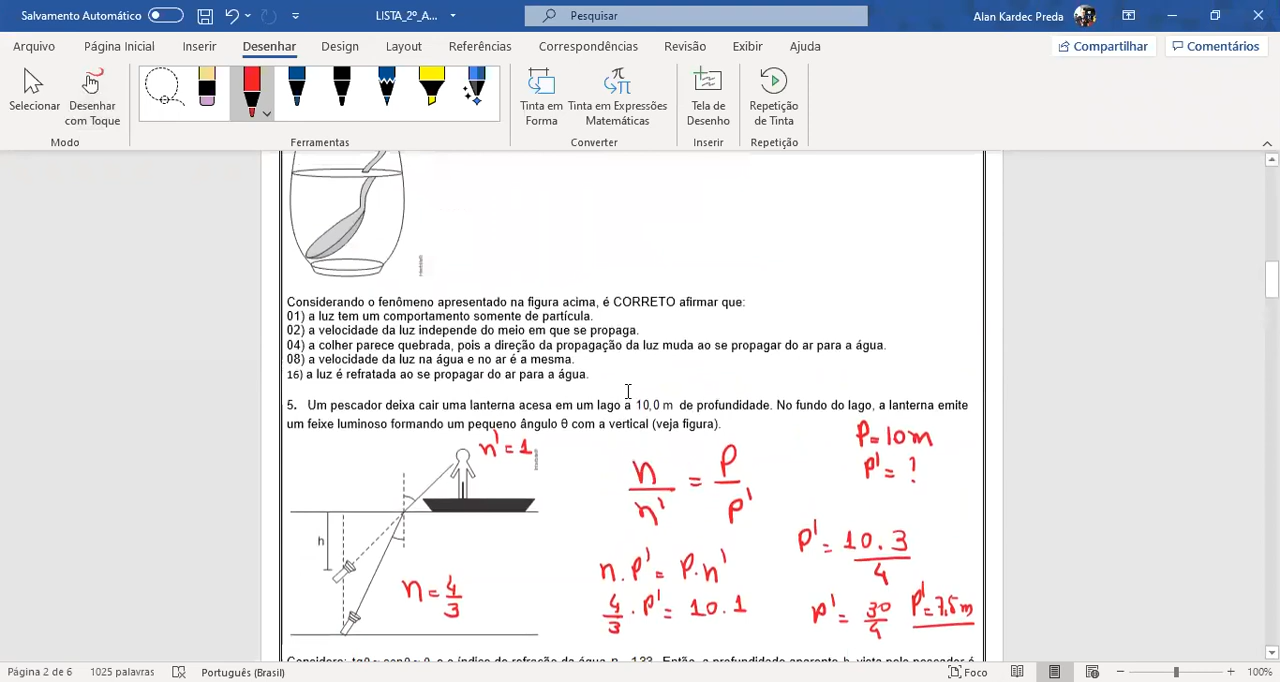 Salvamento Automático
LISTA_2º_A...
Pesquisar
Alan Kardec Preda
Arquivo Página Inicial Inserir Desenhar Design Layout Referências Correspondências Revisão Exibir Ajuda
Compartilhar Comentários
Selecionar
Desenhar com Toque
Tinta em Forma
Tinta em Expressões Matemáticas
Tela de Desenho
Repetição de Tinta
Modo Ferramentas Converter Inserir Repetição
Considerando o fenômeno apresentado na figura acima, é CORRETO afirmar que:
01) a luz tem um comportamento somente de partícula.
02) a velocidade da luz independe do meio em que se propaga.
04) a colher parece quebrada, pois a direção da propagação da luz muda ao se propagar do ar para a água.
08) a velocidade da luz na água e no ar é a mesma.
16) a luz é refratada ao se propagar do ar para a água.
5. Um pescador deixa cair uma lanterna acesa em um lago a 10,0 m de profundidade. No fundo do lago, a lanterna emite
um feixe luminoso formando um pequeno ângulo θ com a vertical (veja figura).
n' = 1
h
n = 4/3
n/n' = P/P'
n . P' = P . n'
4/3 . P' = 10 . 1
P = 10m
P' = ?
P' = 10 . 3/4
P' = 30/4 P' = 7,5m
Página 2 de 6 1025 palavras Português (Brasil) Foco 100%